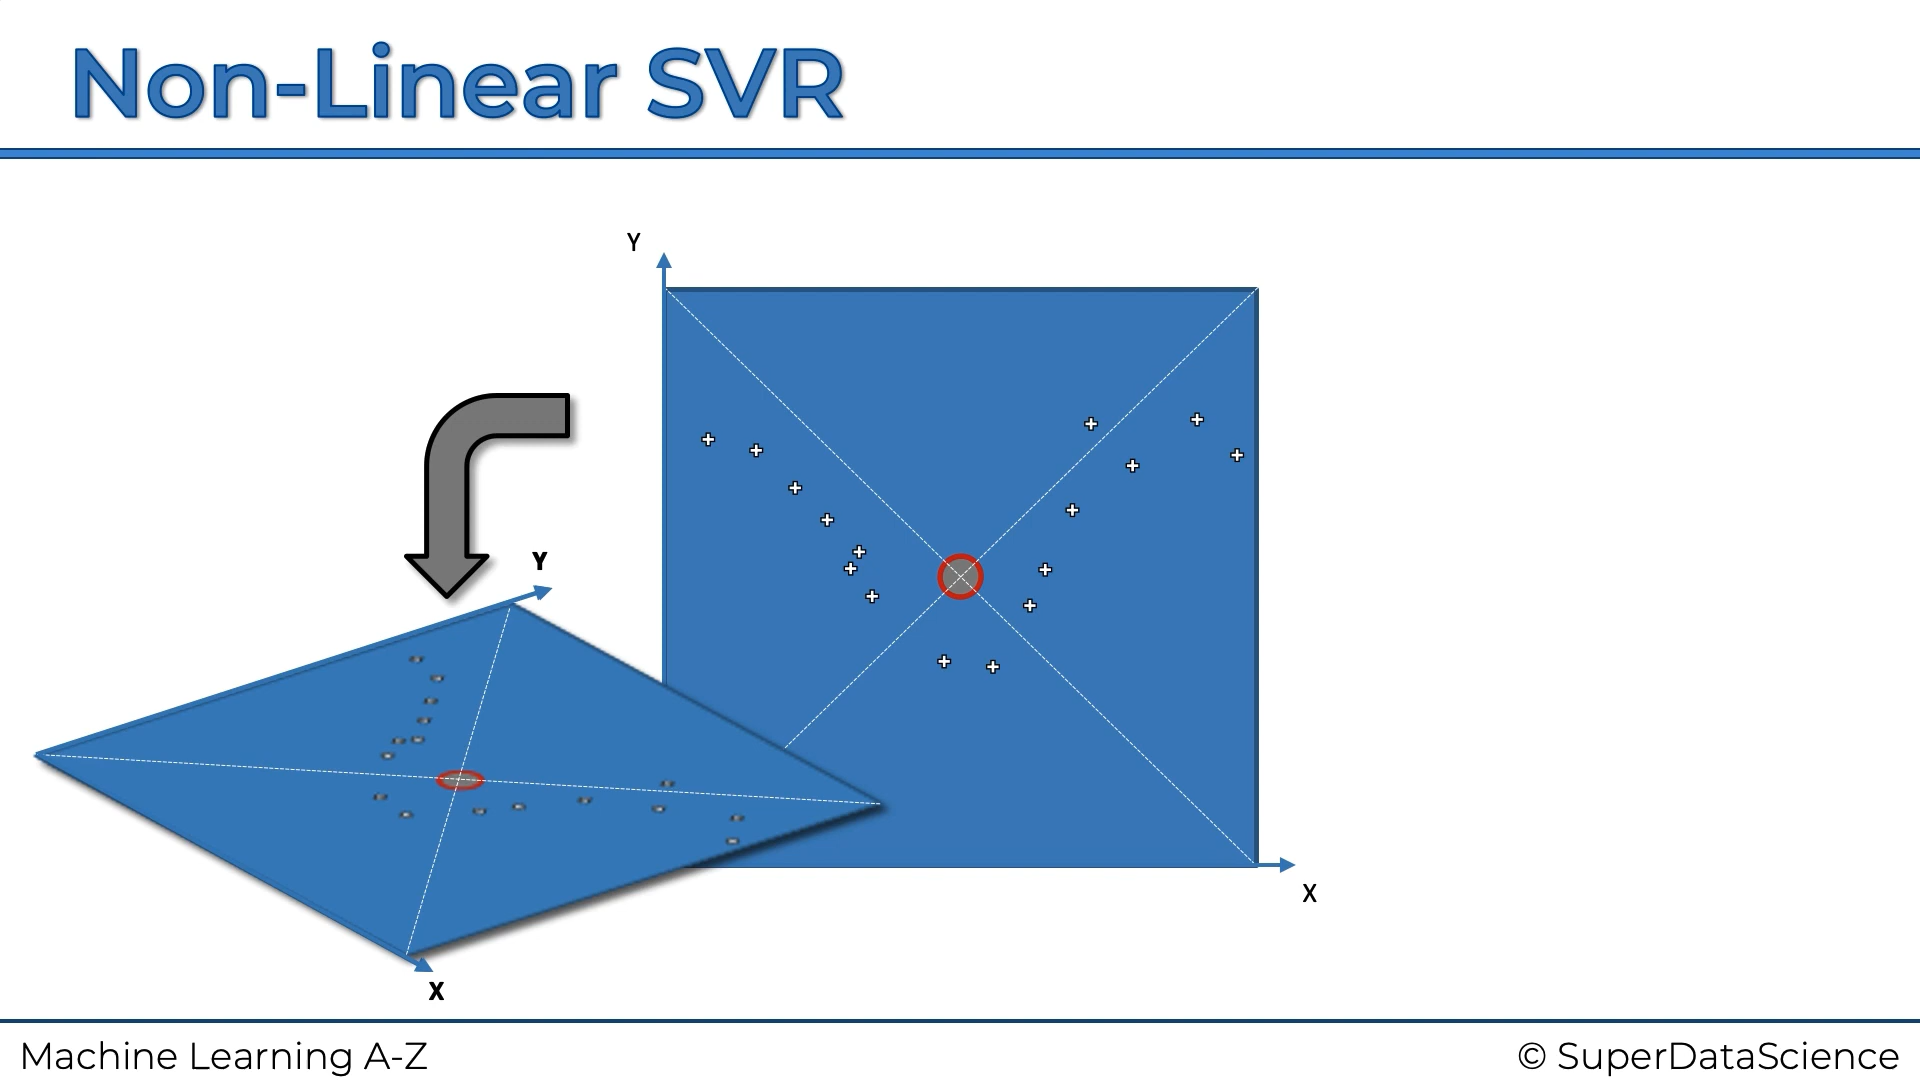 Non-Linear SVR
Y
Y
X
X
Machine Learning A-Z
© SuperDataScience